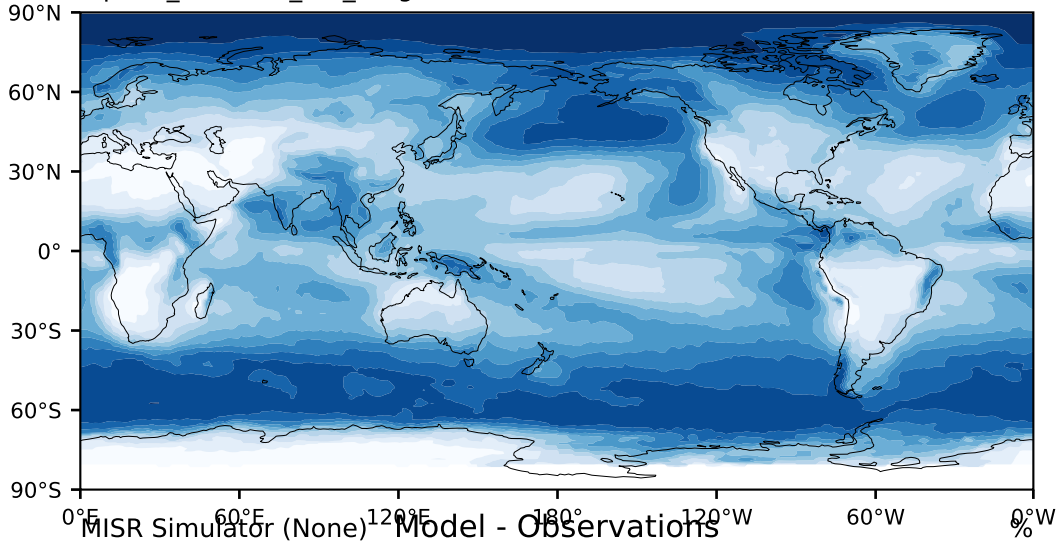 90°N
60°N
30°N
0°
30°S
60°S
90°S
0°E 60°E 120°E 180°W 120°W 60°W 0°W
MISR Simulator (None) Model - Observations %